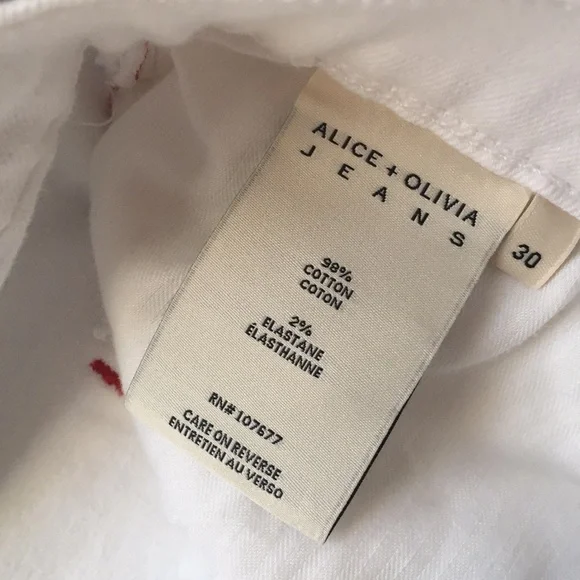 ALICE + OLIVIA
JEANS
30
98%
COTTON
COTON
2%
ELASTANE
ÉLASTHANNE
RN# 107677
CARE ON REVERSE
ENTRETIEN AU VERSO